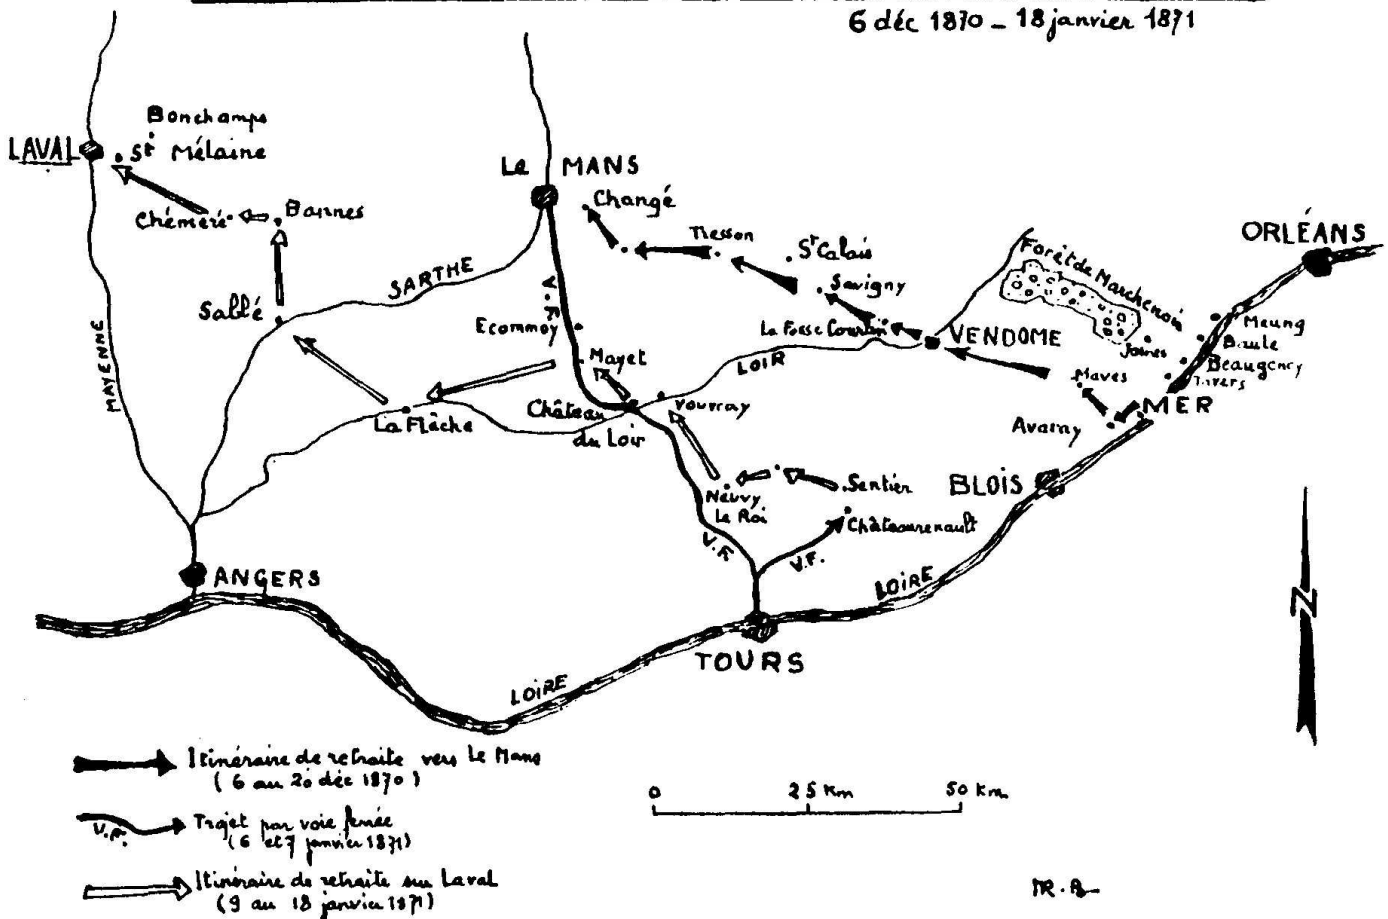 6 déc 1870 - 18 janvier 1871
Bonchamps
LAVAL
St Mélaine
Le MANS
Chémeré
Bannes
Changé
Tresson
St Calais
ORLÉANS
SARTHE
Savigny
Forêt de Marchenoir
Sablé
Ecommoy
VENDOME
Meung
Baule
Beaugency
MAYENNE
Mayet
LOIR
Josnes
Maves
Tavers
MER
La Flèche
Château
du Loir
Vouvray
Avaray
Neuvy
Le Roi
Sentier
BLOIS
Châteaurenault
V.F.
V.F.
LOIRE
ANGERS
TOURS
LOIRE
N
Itinéraire de retraite vers Le Mans
(6 au 20 déc 1870)
V.F.
Trajet par voie ferrée
(6 et 7 janvier 1871)
Itinéraire de retraite sur Laval
(9 au 18 janvier 1871)
0 25 Km 50 Km